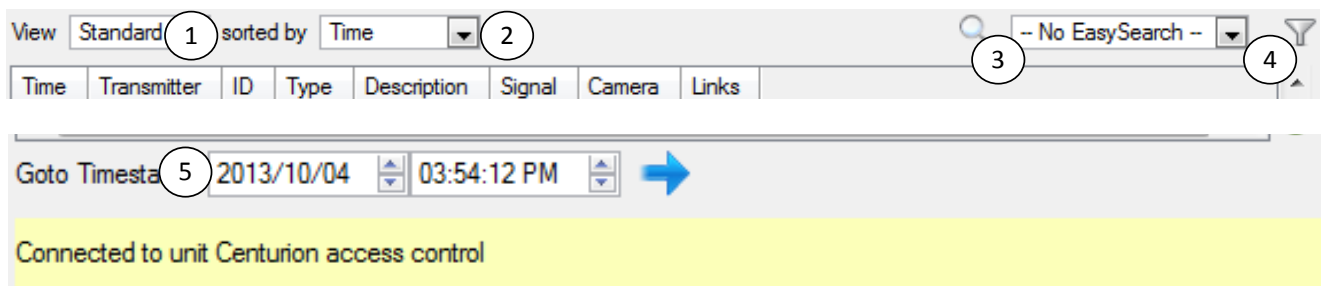 View Standard 1 sorted by Time 2 3 -- No EasySearch -- 4
Time Transmitter ID Type Description Signal Camera Links
Goto Timesta 5 2013/10/04 03:54:12 PM
Connected to unit Centurion access control